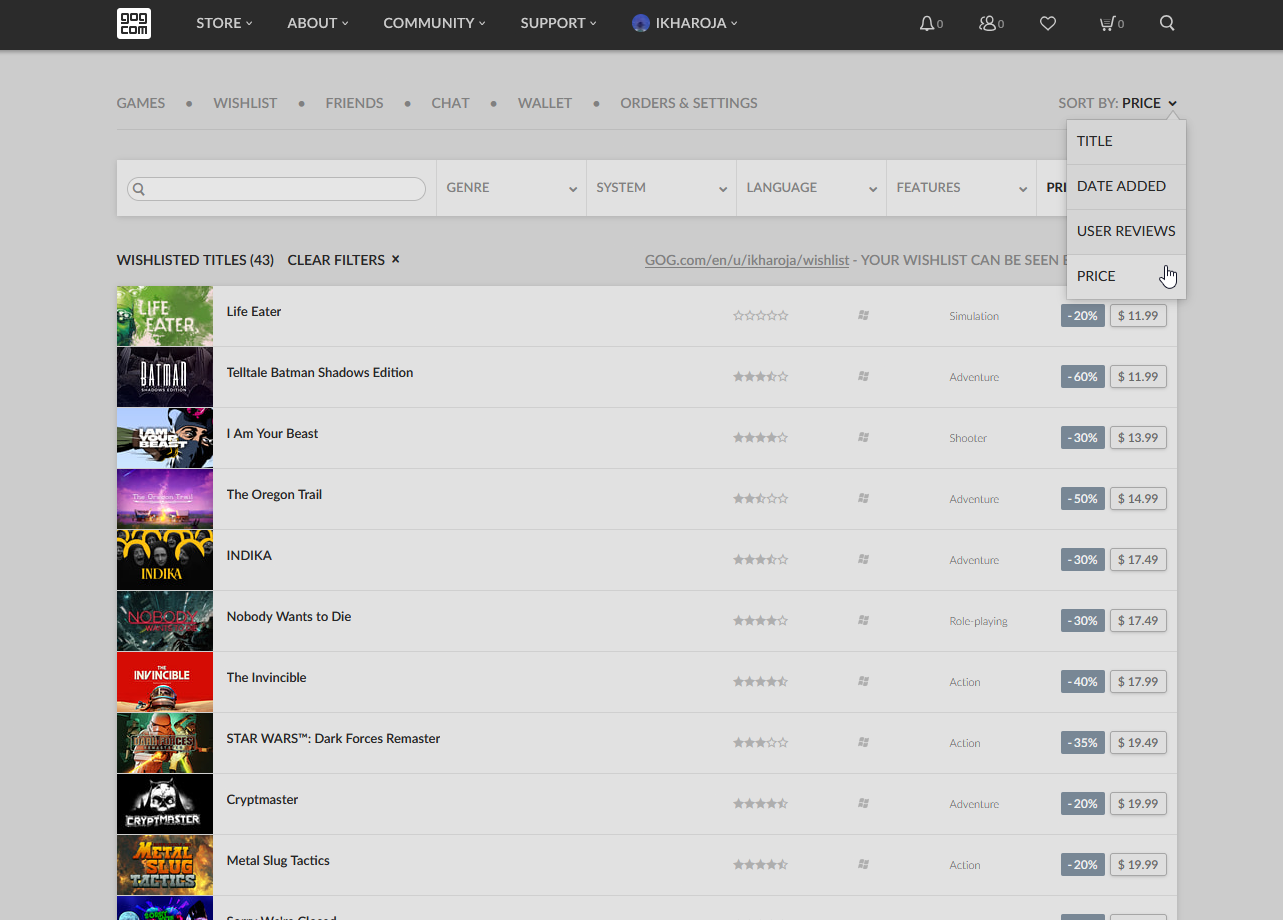 gog com STORE ABOUT COMMUNITY SUPPORT IKHAROJA 0 0 0
GAMES • WISHLIST • FRIENDS • CHAT • WALLET • ORDERS & SETTINGS SORT BY: PRICE
TITLE
DATE ADDED
USER REVIEWS
PRICE
GENRE SYSTEM LANGUAGE FEATURES PRI
WISHLISTED TITLES (43) CLEAR FILTERS × GOG.com/en/u/ikharoja/wishlist - YOUR WISHLIST CAN BE SEEN
LIFE EATER Life Eater Simulation -20% $ 11.99
BATMAN SHADOWS EDITION Telltale Batman Shadows Edition Adventure -60% $ 11.99
I AM YOUR BEAST I Am Your Beast Shooter -30% $ 13.99
The Oregon Trail The Oregon Trail Adventure -50% $ 14.99
INDIKA INDIKA Adventure -30% $ 17.49
NOBODY WANTS TO DIE Nobody Wants to Die Role-playing -30% $ 17.49
THE INVINCIBLE The Invincible Action -40% $ 17.99
DARK FORCES REMASTER STAR WARS™: Dark Forces Remaster Action -35% $ 19.49
CRYPTMASTER Cryptmaster Adventure -20% $ 19.99
METAL SLUG TACTICS Metal Slug Tactics Action -20% $ 19.99
Sorry We're Closed